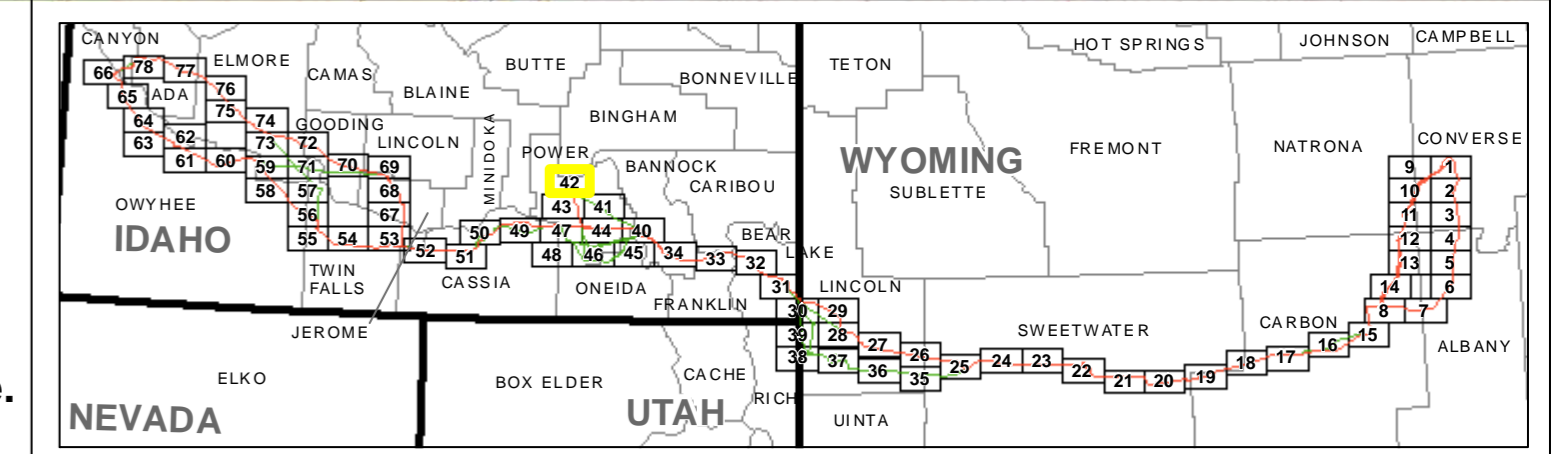 CANYON
ELMORE
CAMAS
BUTTE
BONNEVILLE
TETON
HOT SPRINGS
JOHNSON
CAMPBELL
66 78 77
ADA
76
BLAINE
65
75
BINGHAM
64
74
GOODING
MINIDOKA
63 62
73 72
LINCOLN
POWER
WYOMING
FREMONT
NATRONA
CONVERSE
61 60 59 71 70 69
BANNOCK
9 1
58 57
68
42
CARIBOU
SUBLETTE
10 2
OWYHEE
56
67
43 41
11 3
IDAHO
55 54 53
50 49 47 44 40
BEAR
12 4
52 51
48 46 45 34 33 32
LAKE
13 5
TWIN
FALLS
CASSIA
ONEIDA
31
LINCOLN
14 6
FRANKLIN
30 29
8 7
JEROME
39 28
SWEETWATER
CARBON
15
27
16
ALBANY
38 37
26 25 24 23
18 17
ELKO
BOX ELDER
CACHE
36 35
22 21 20 19
e.
NEVADA
UTAH
RICH
UINTA